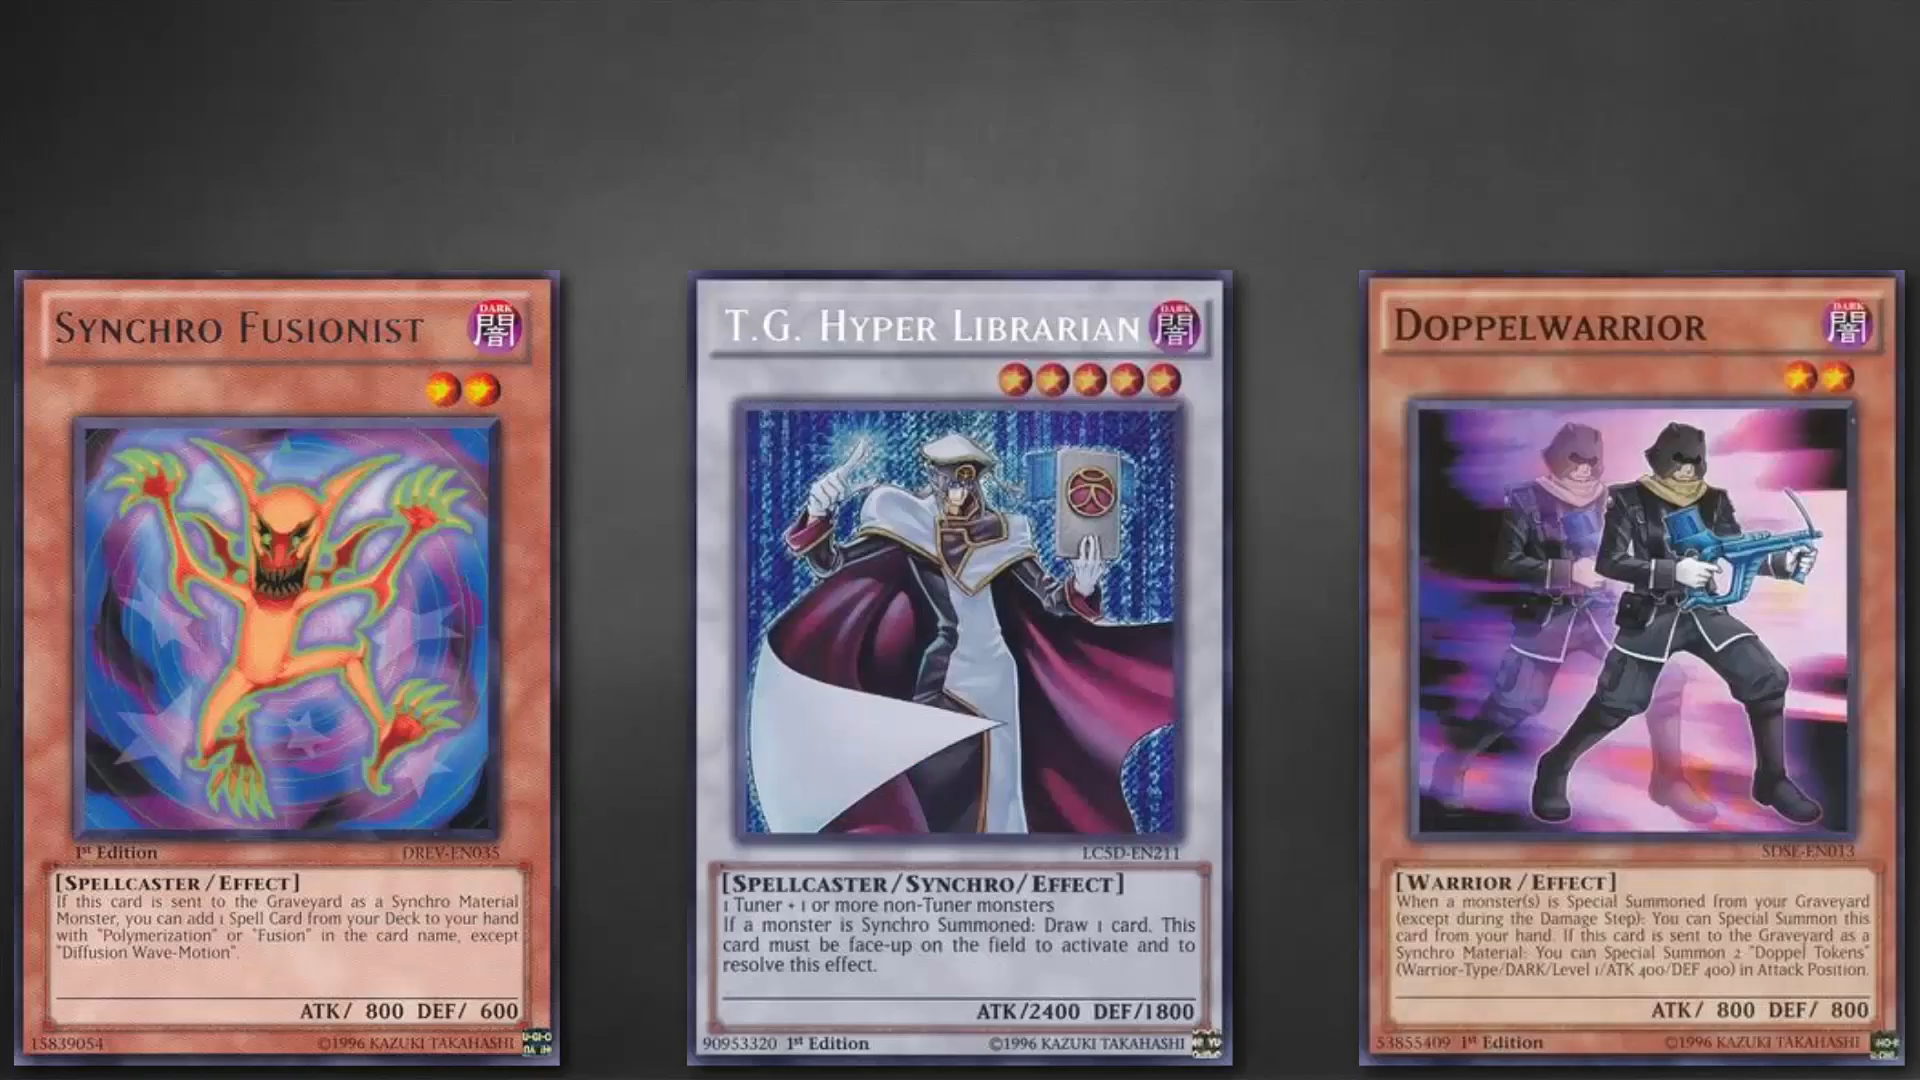 SYNCHRO FUSIONIST
DARK
闇
1st Edition
DREV-EN035
[SPELLCASTER/EFFECT]
If this card is sent to the Graveyard as a Synchro Material
Monster, you can add 1 Spell Card from your Deck to your hand
with "Polymerization" or "Fusion" in the card name, except
"Diffusion Wave-Motion".
ATK/ 800 DEF/ 600
15839054
©1996 KAZUKI TAKAHASHI
T.G. HYPER LIBRARIAN
DARK
闇
LC5D-EN211
[SPELLCASTER/SYNCHRO/EFFECT]
1 Tuner + 1 or more non-Tuner monsters
If a monster is Synchro Summoned: Draw 1 card. This
card must be face-up on the field to activate and to
resolve this effect.
ATK/2400 DEF/1800
90953320 1st Edition
©1996 KAZUKI TAKAHASHI
DOPPELWARRIOR
DARK
闇
SDSE-EN013
[WARRIOR/EFFECT]
When a monster(s) is Special Summoned from your Graveyard
(except during the Damage Step): You can Special Summon this
card from your hand. If this card is sent to the Graveyard as a
Synchro Material: You can Special Summon 2 "Doppel Tokens"
(Warrior-Type/DARK/Level 1/ATK 400/DEF 400) in Attack Position.
ATK/ 800 DEF/ 800
53855409 1st Edition
©1996 KAZUKI TAKAHASHI